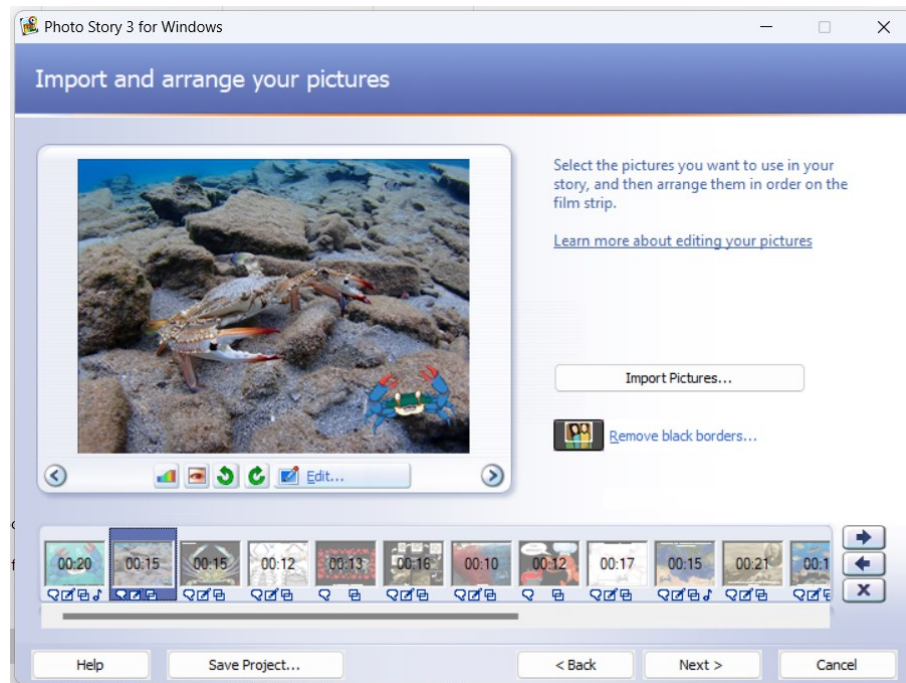 Photo Story 3 for Windows
Import and arrange your pictures
Select the pictures you want to use in your
story, and then arrange them in order on the
film strip.
Learn more about editing your pictures
Import Pictures...
Remove black borders...
Edit...
00:20 00:15 00:15 00:12 00:13 00:16 00:10 00:12 00:17 00:15 00:21 00:1
Help Save Project... < Back Next > Cancel